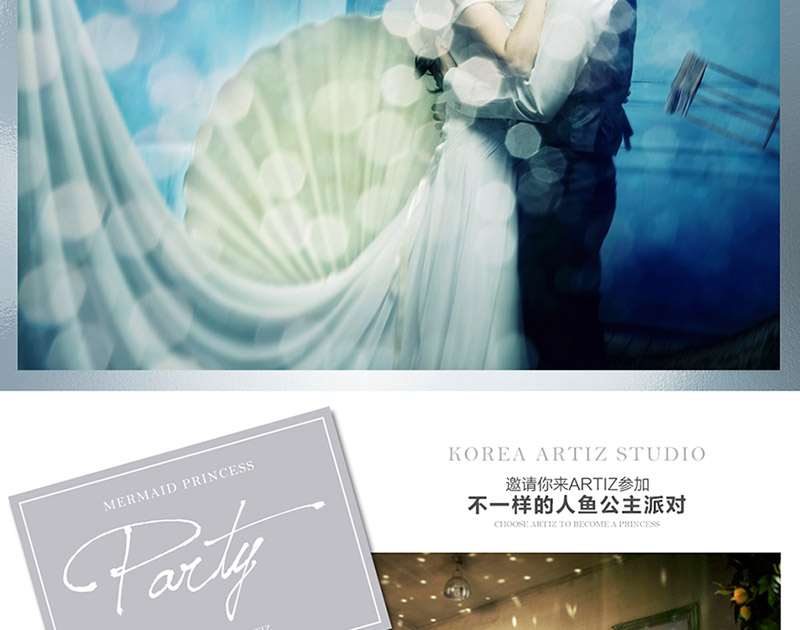 KOREA ARTIZ STUDIO
邀请你来ARTIZ参加
不一样的人鱼公主派对
CHOOSE ARTIZ TO BECOME A PRINCESS
MERMAID PRINCESS
Party